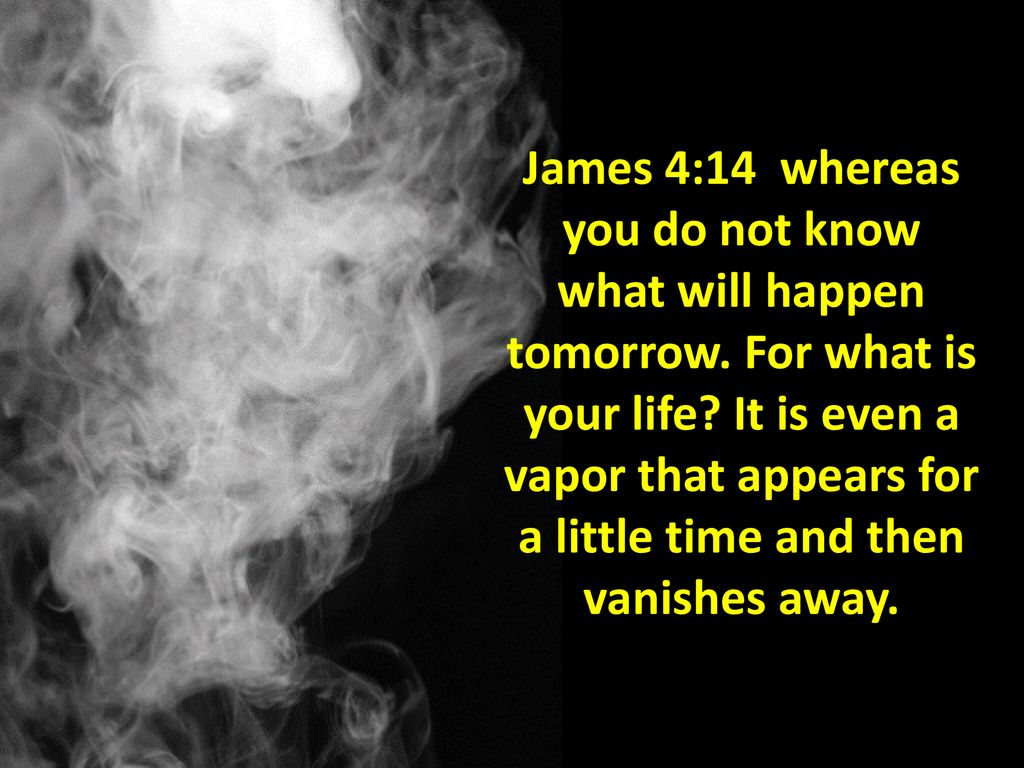 James 4:14  whereas
you do not know
what will happen
tomorrow. For what is
your life? It is even a
vapor that appears for
a little time and then
vanishes away.